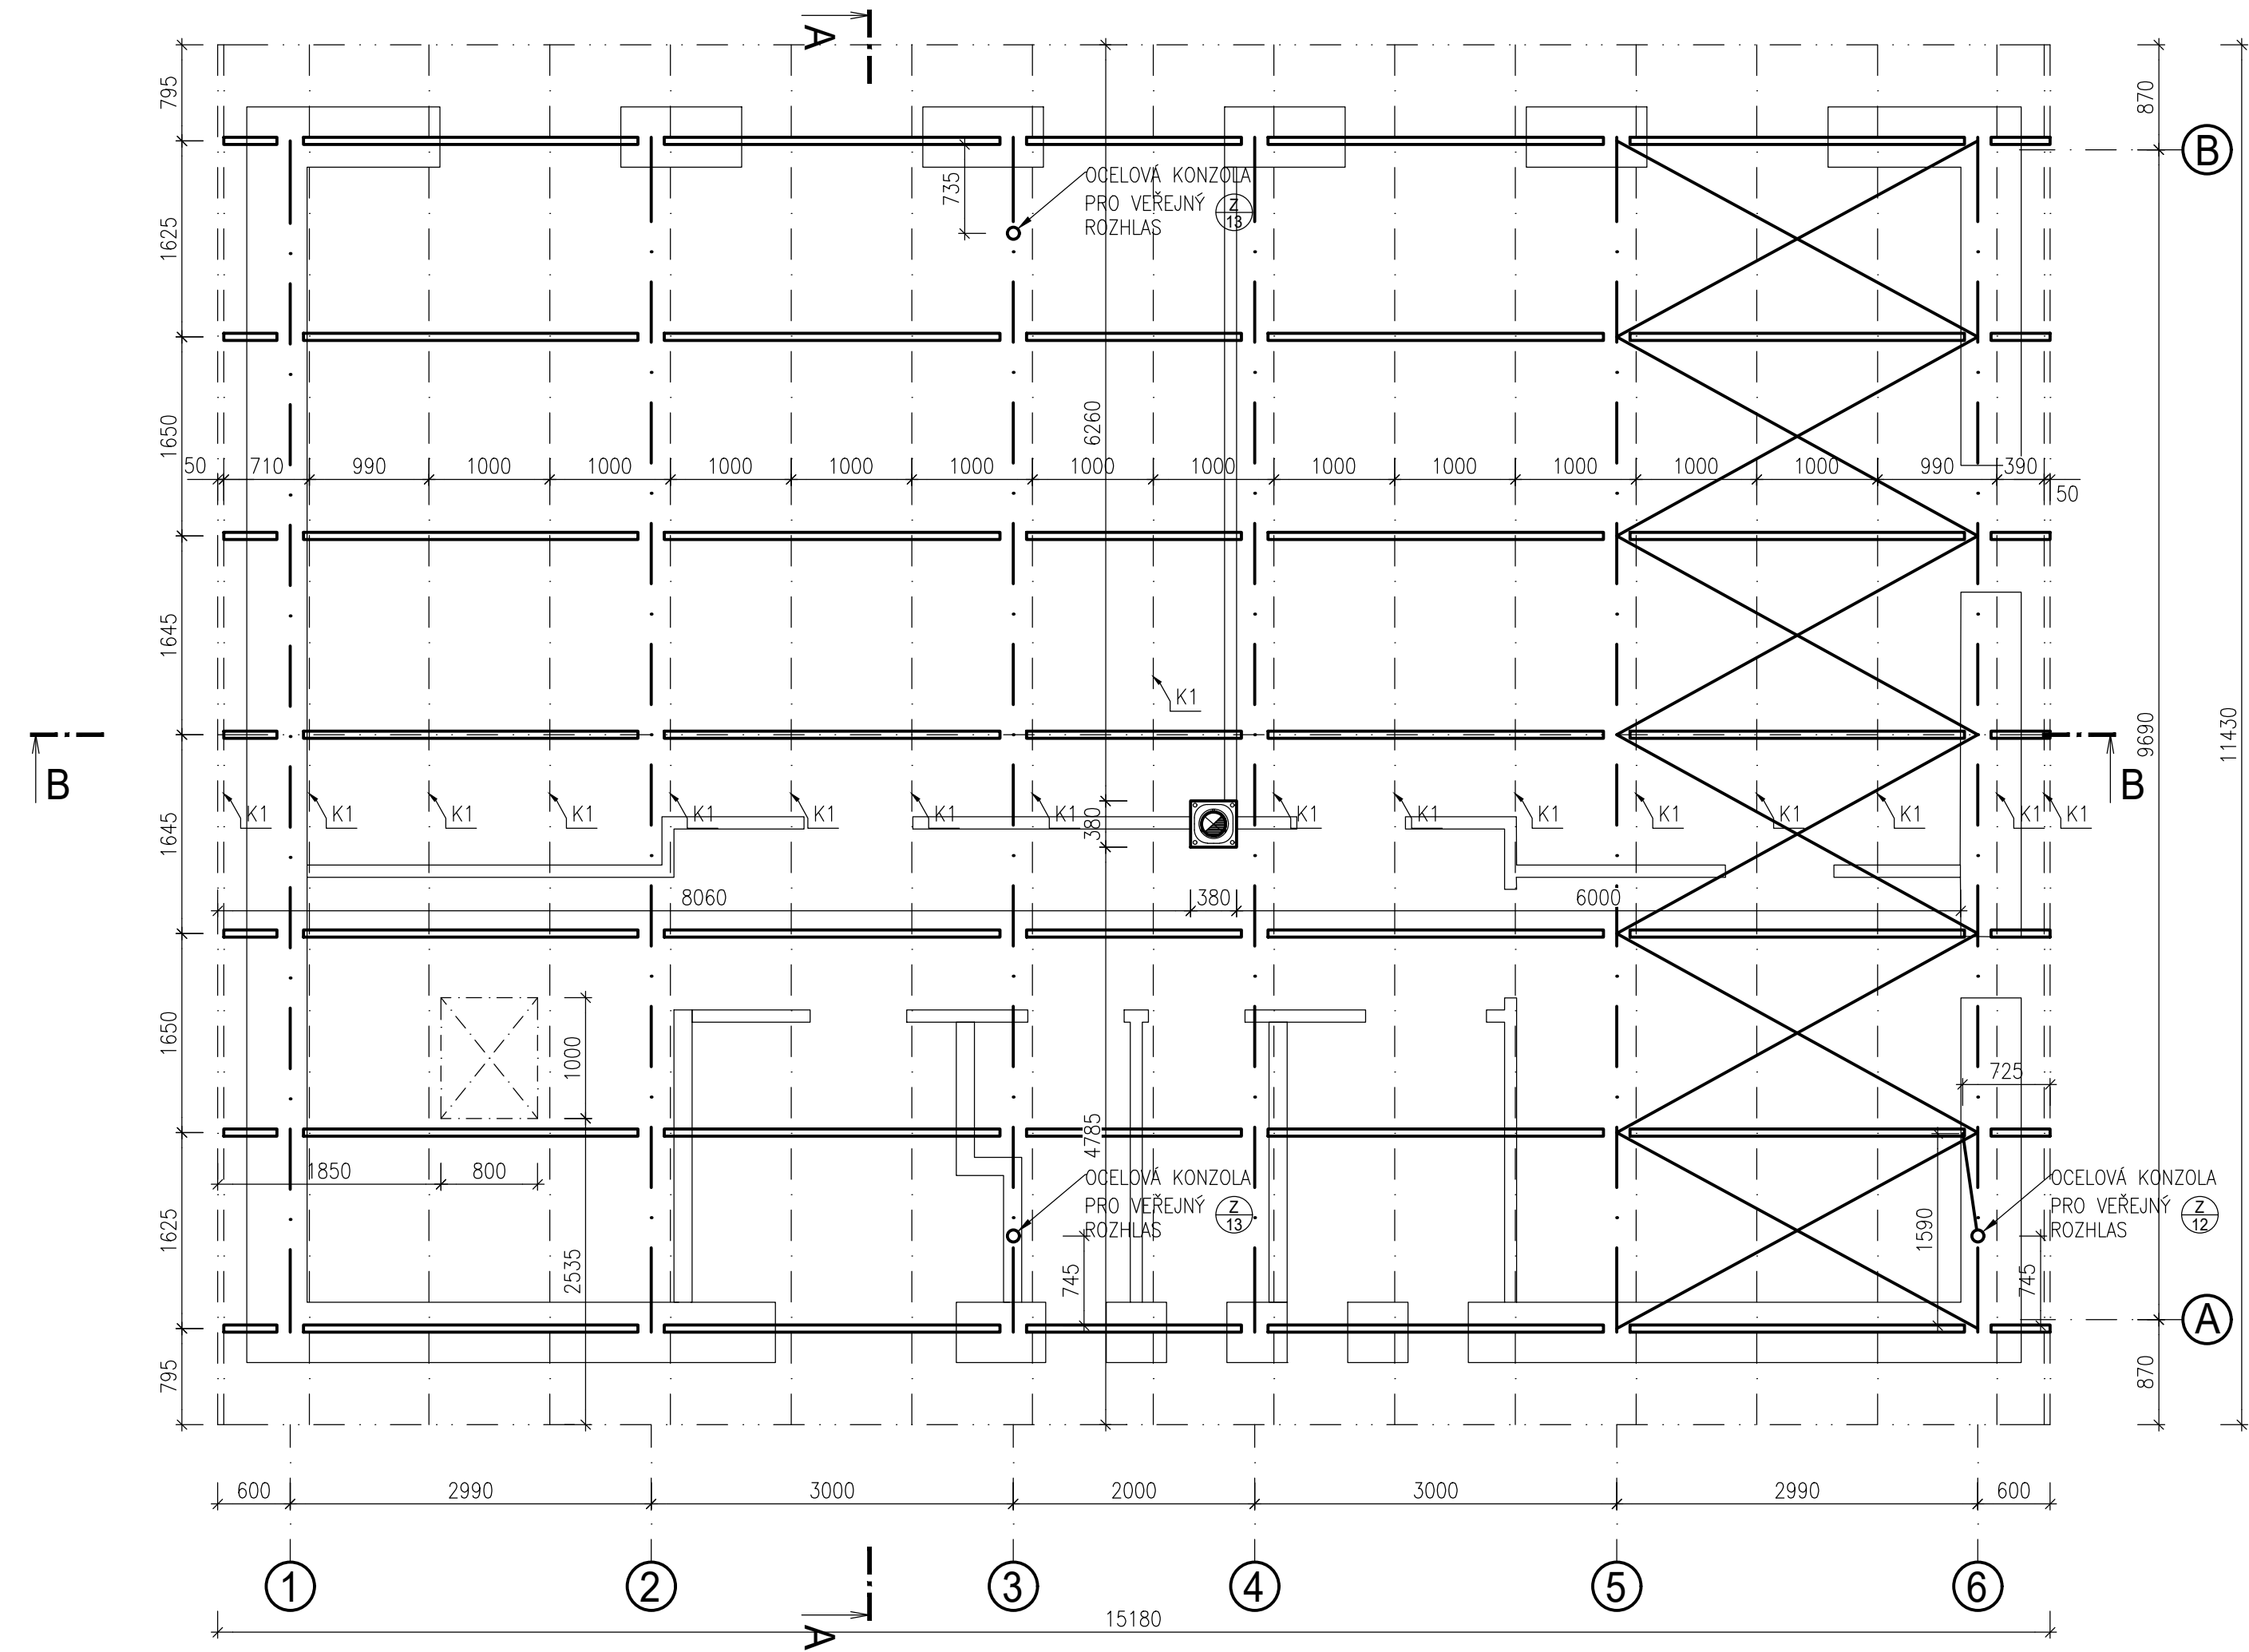 A
795
870
B
735
OCELOVÁ KONZOLA
PRO VEŘEJNÝ
ROZHLAS
Z
13
1625
1650
6260
50 710 990 1000 1000 1000 1000 1000 1000 1000 1000 1000 1000 1000 1000 990 390
50
1645
K1
9690
11430
B
B
K1 K1 K1 K1 K1 K1 K1 K1 K1 K1 K1 K1 K1 K1 K1 K1
1645
380
8060 380 6000
1650
1000
725
4785
1850 800
OCELOVÁ KONZOLA
PRO VEŘEJNÝ
ROZHLAS
Z
13
OCELOVÁ KONZOLA
PRO VEŘEJNÝ
ROZHLAS
Z
12
1625
1590
2535
745
745
A
795
870
600 2990 3000 2000 3000 2990 600
1 2 3 4 5 6
15180
A